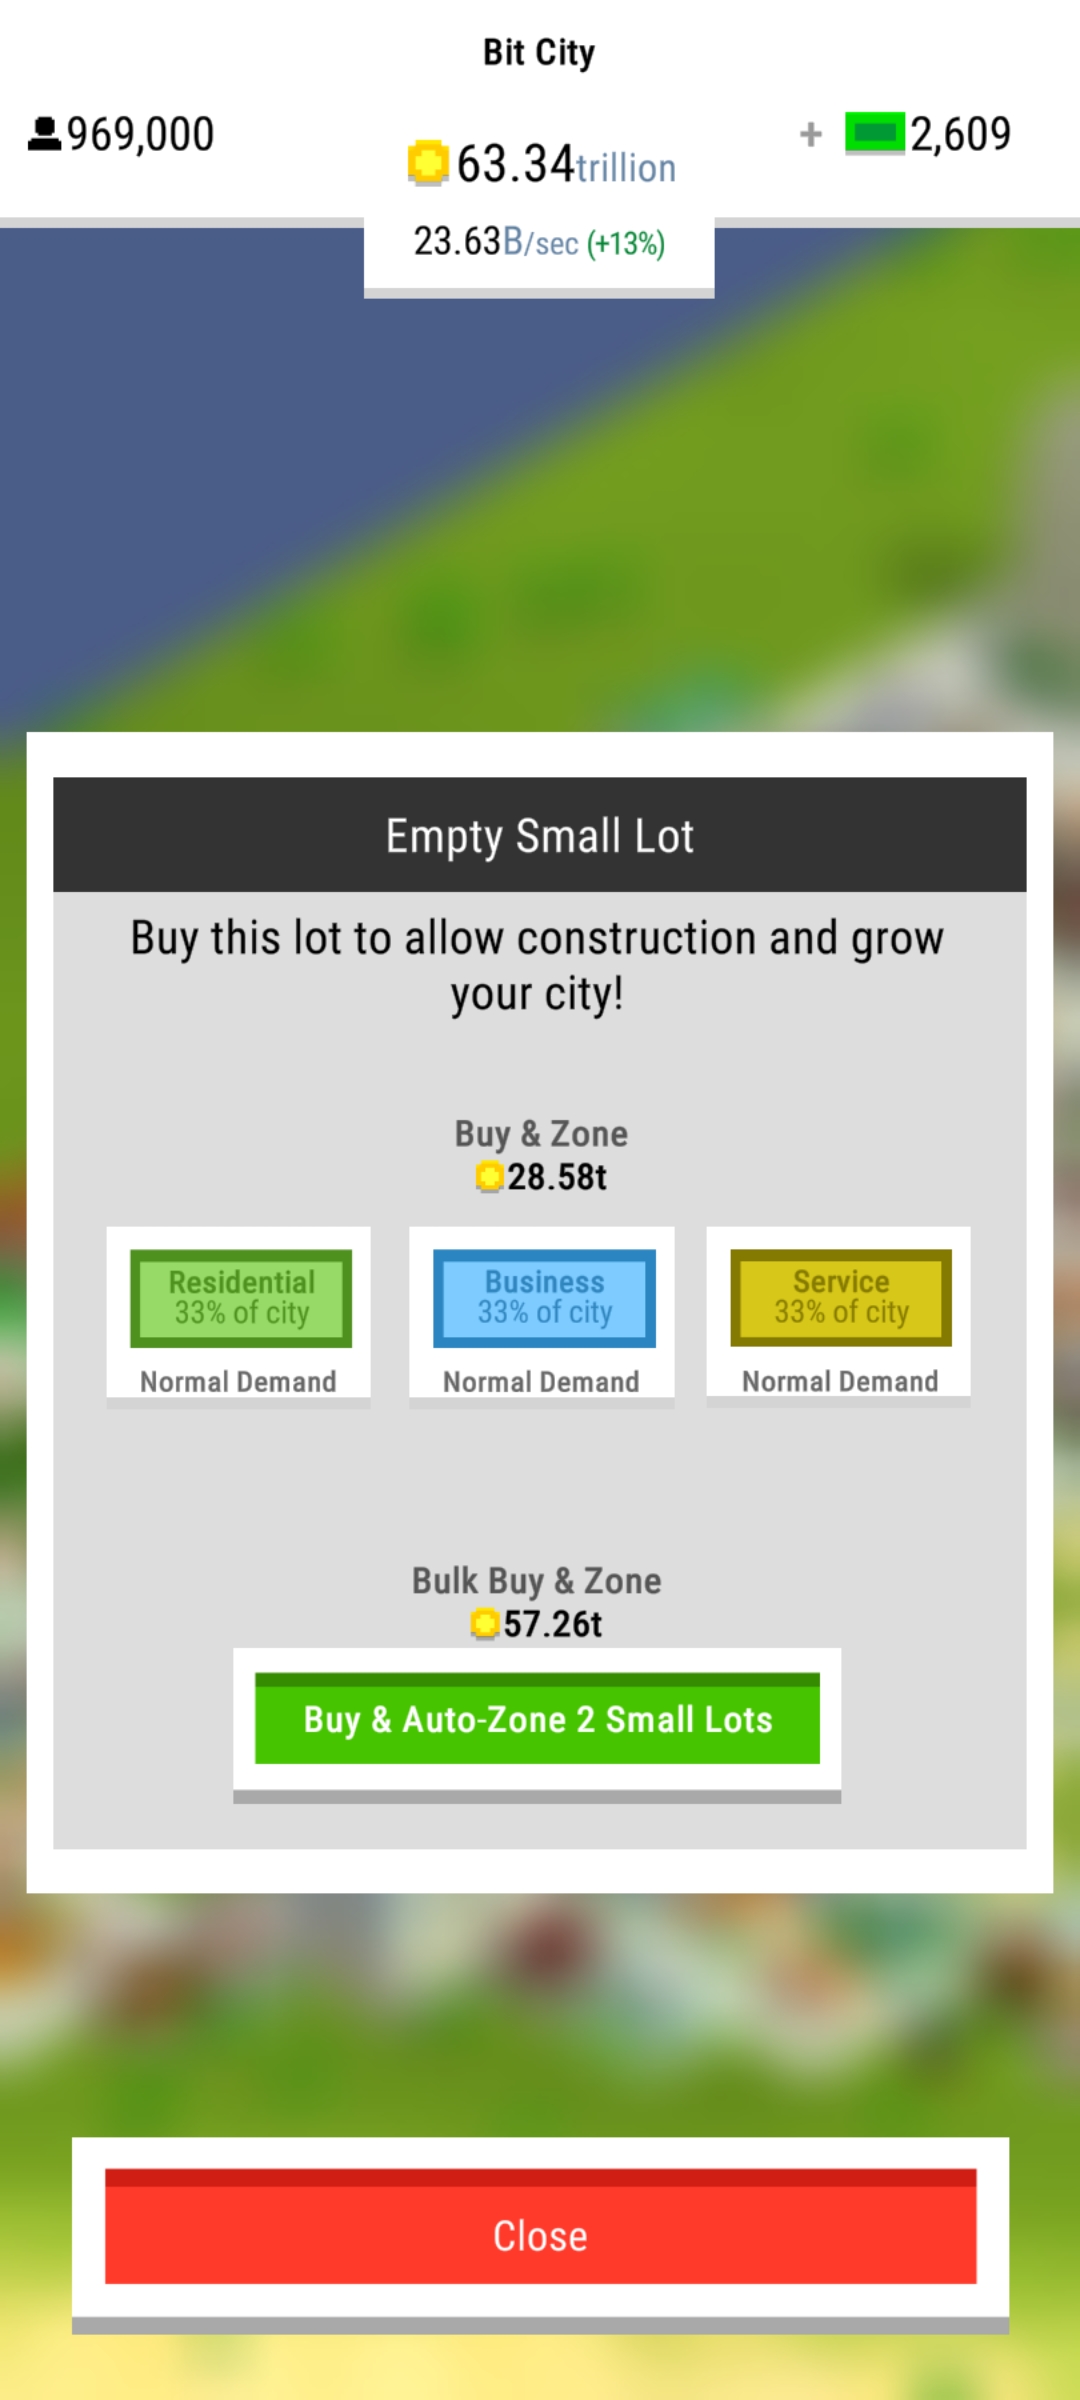 Bit City
969,000
+ 2,609
63.34trillion
23.63B/sec (+13%)
Empty Small Lot
Buy this lot to allow construction and grow
your city!
Buy & Zone
28.58t
Residential
33% of city
Normal Demand
Business
33% of city
Normal Demand
Service
33% of city
Normal Demand
Bulk Buy & Zone
57.26t
Buy & Auto-Zone 2 Small Lots
Close